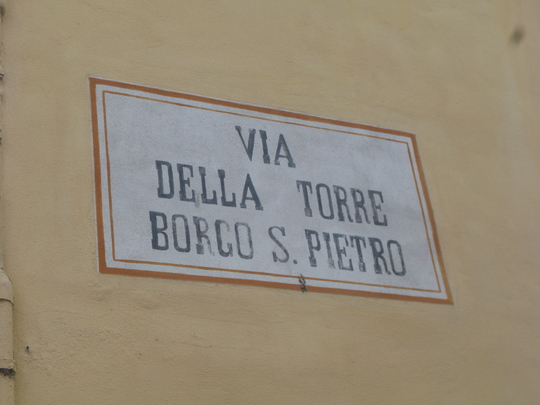 VIA
DELLA TORRE
BORGO S. PIETRO